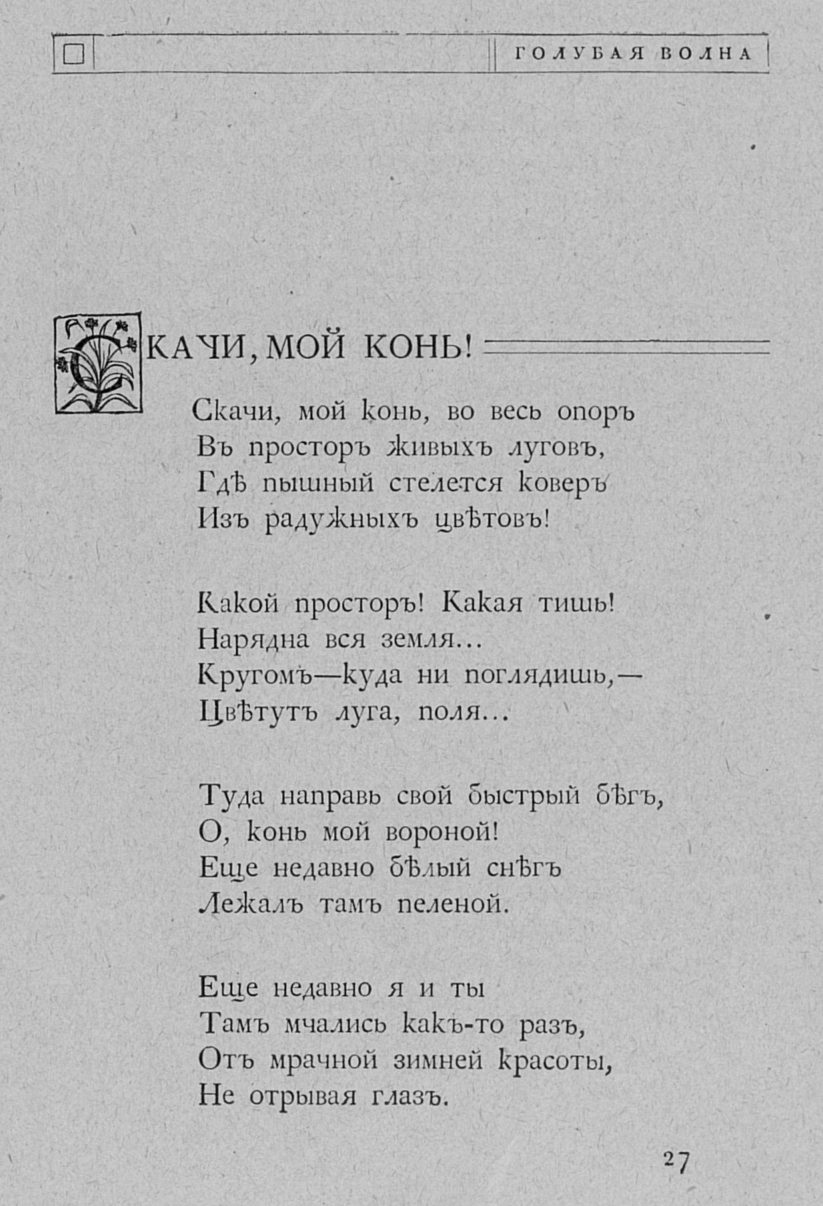 ГОЛУБАЯ ВОЛНА
СКАЧИ, МОЙ КОНЬ!
Скачи, мой конь, во весь опоръ
Въ просторъ живыхъ луговъ,
Гдѣ пышный стелется коверъ
Изъ радужныхъ цвѣтовъ!
Какой просторъ! Какая тишь!
Нарядна вся земля...
Кругомъ—куда ни поглядишь,—
Цвѣтутъ луга, поля...
Туда направь свой быстрый бѣгъ,
О, конь мой вороной!
Еще недавно бѣлый снѣгъ
Лежалъ тамъ пеленой.
Еще недавно я и ты
Тамъ мчались какъ-то разъ,
Отъ мрачной зимней красоты,
Не отрывая глазъ.
27